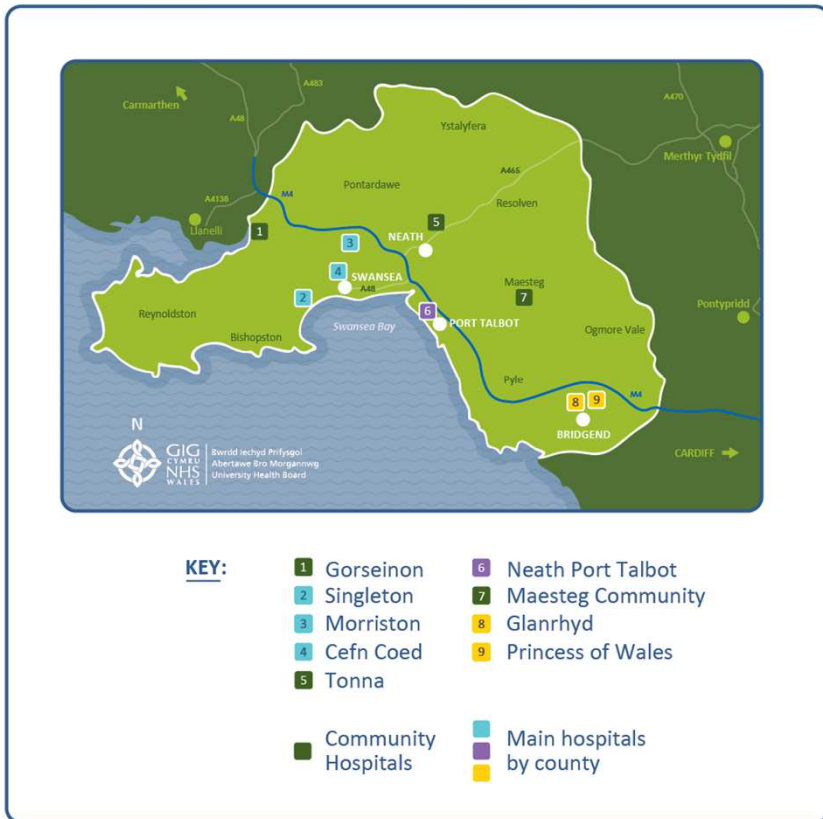 A483
A470
Carmarthen
A48
Ystalyfera
Merthyr Tydfil
A465
Pontardawe
A4138
M4
Resolven
Llanelli
1
5
NEATH
3
4
SWANSEA
Maesteg
A48
7
2
6
Pontypridd
Reynoldston
Swansea Bay
PORT TALBOT
Ogmore Vale
Bishopston
Pyle
M4
8
9
N
BRIDGEND
GIG
CYMRU
NHS
WALES
Bwrdd Iechyd Prifysgol
Abertawe Bro Morgannwg
University Health Board
CARDIFF
KEY:
1 Gorseinon
2 Singleton
3 Morriston
4 Cefn Coed
5 Tonna
6 Neath Port Talbot
7 Maesteg Community
8 Glanrhyd
9 Princess of Wales
Community
Hospitals
Main hospitals
by county